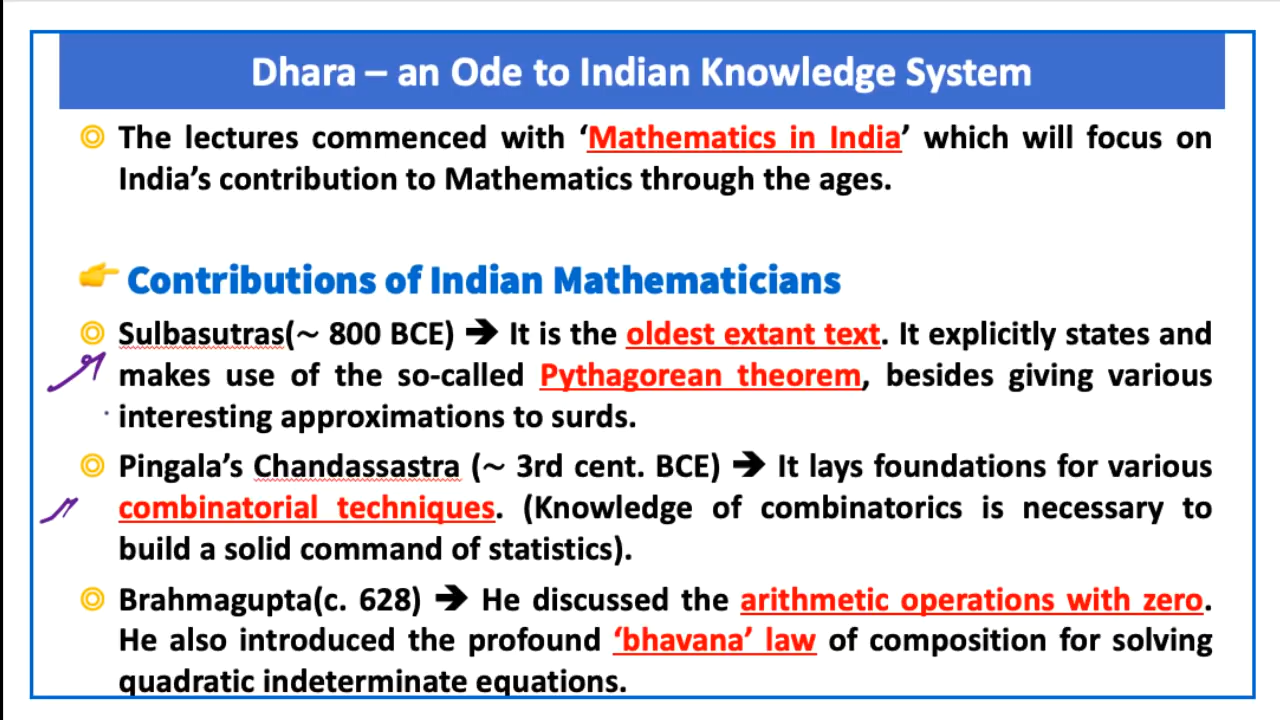 Dhara – an Ode to Indian Knowledge System
The lectures commenced with ‘Mathematics in India’ which will focus on
India’s contribution to Mathematics through the ages.
Contributions of Indian Mathematicians
Sulbasutras(~ 800 BCE) ➔ It is the oldest extant text. It explicitly states and
makes use of the so-called Pythagorean theorem, besides giving various
interesting approximations to surds.
Pingala’s Chandassastra (~ 3rd cent. BCE) ➔ It lays foundations for various
combinatorial techniques. (Knowledge of combinatorics is necessary to
build a solid command of statistics).
Brahmagupta(c. 628) ➔ He discussed the arithmetic operations with zero.
He also introduced the profound ‘bhavana’ law of composition for solving
quadratic indeterminate equations.